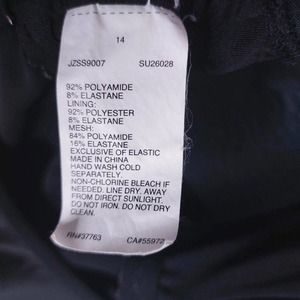 14
JZSS9007 SU26028
92% POLYAMIDE
8% ELASTANE
LINING:
92% POLYESTER
8% ELASTANE
MESH:
84% POLYAMIDE
16% ELASTANE
EXCLUSIVE OF ELASTIC
MADE IN CHINA
HAND WASH COLD
SEPARATELY.
NON-CHLORINE BLEACH IF
NEEDED. LINE DRY. AWAY
FROM DIRECT SUNLIGHT.
DO NOT IRON. DO NOT DRY
CLEAN.
RN#37763 CA#55972